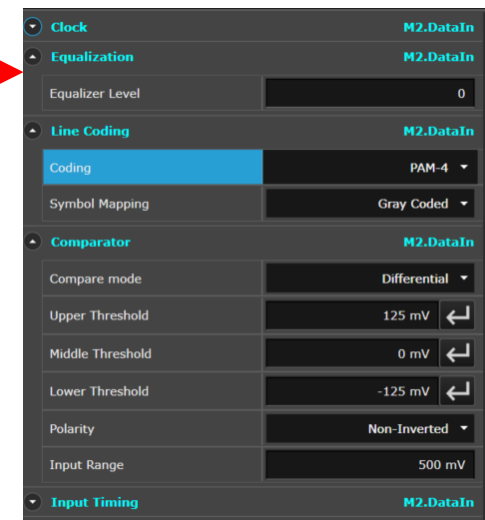 Clock M2.DataIn
Equalization M2.DataIn
Equalizer Level 0
Line Coding M2.DataIn
Coding PAM-4
Symbol Mapping Gray Coded
Comparator M2.DataIn
Compare mode Differential
Upper Threshold 125 mV
Middle Threshold 0 mV
Lower Threshold -125 mV
Polarity Non-Inverted
Input Range 500 mV
Input Timing M2.DataIn